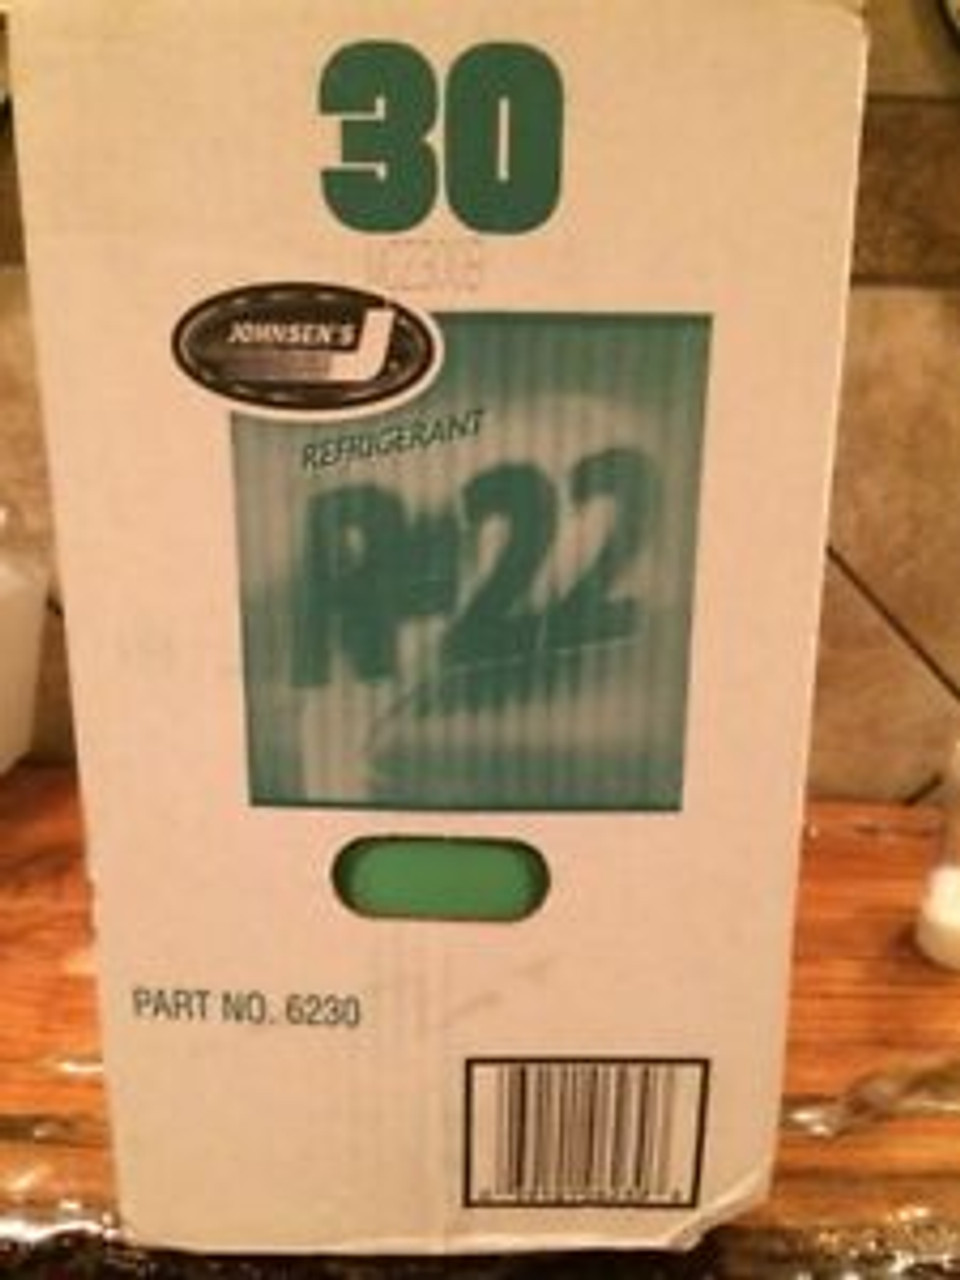 30
JOHNSEN'S
REFRIGERANT
R-22
PART NO. 6230